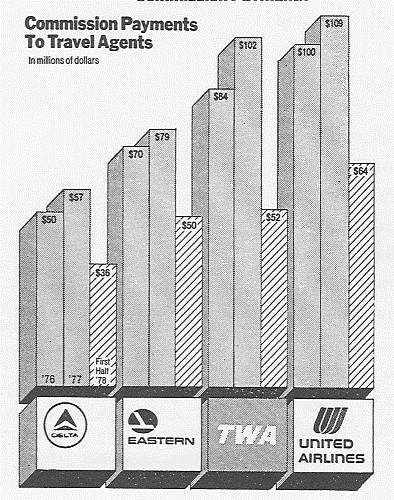 Commission Payments
To Travel Agents
In millions of dollars
$50
$57
$36
$70
$79
$50
$84
$102
$52
$100
$109
$64
'76
'77
First
Half
'78
DELTA
EASTERN
TWA
UNITED
AIRLINES